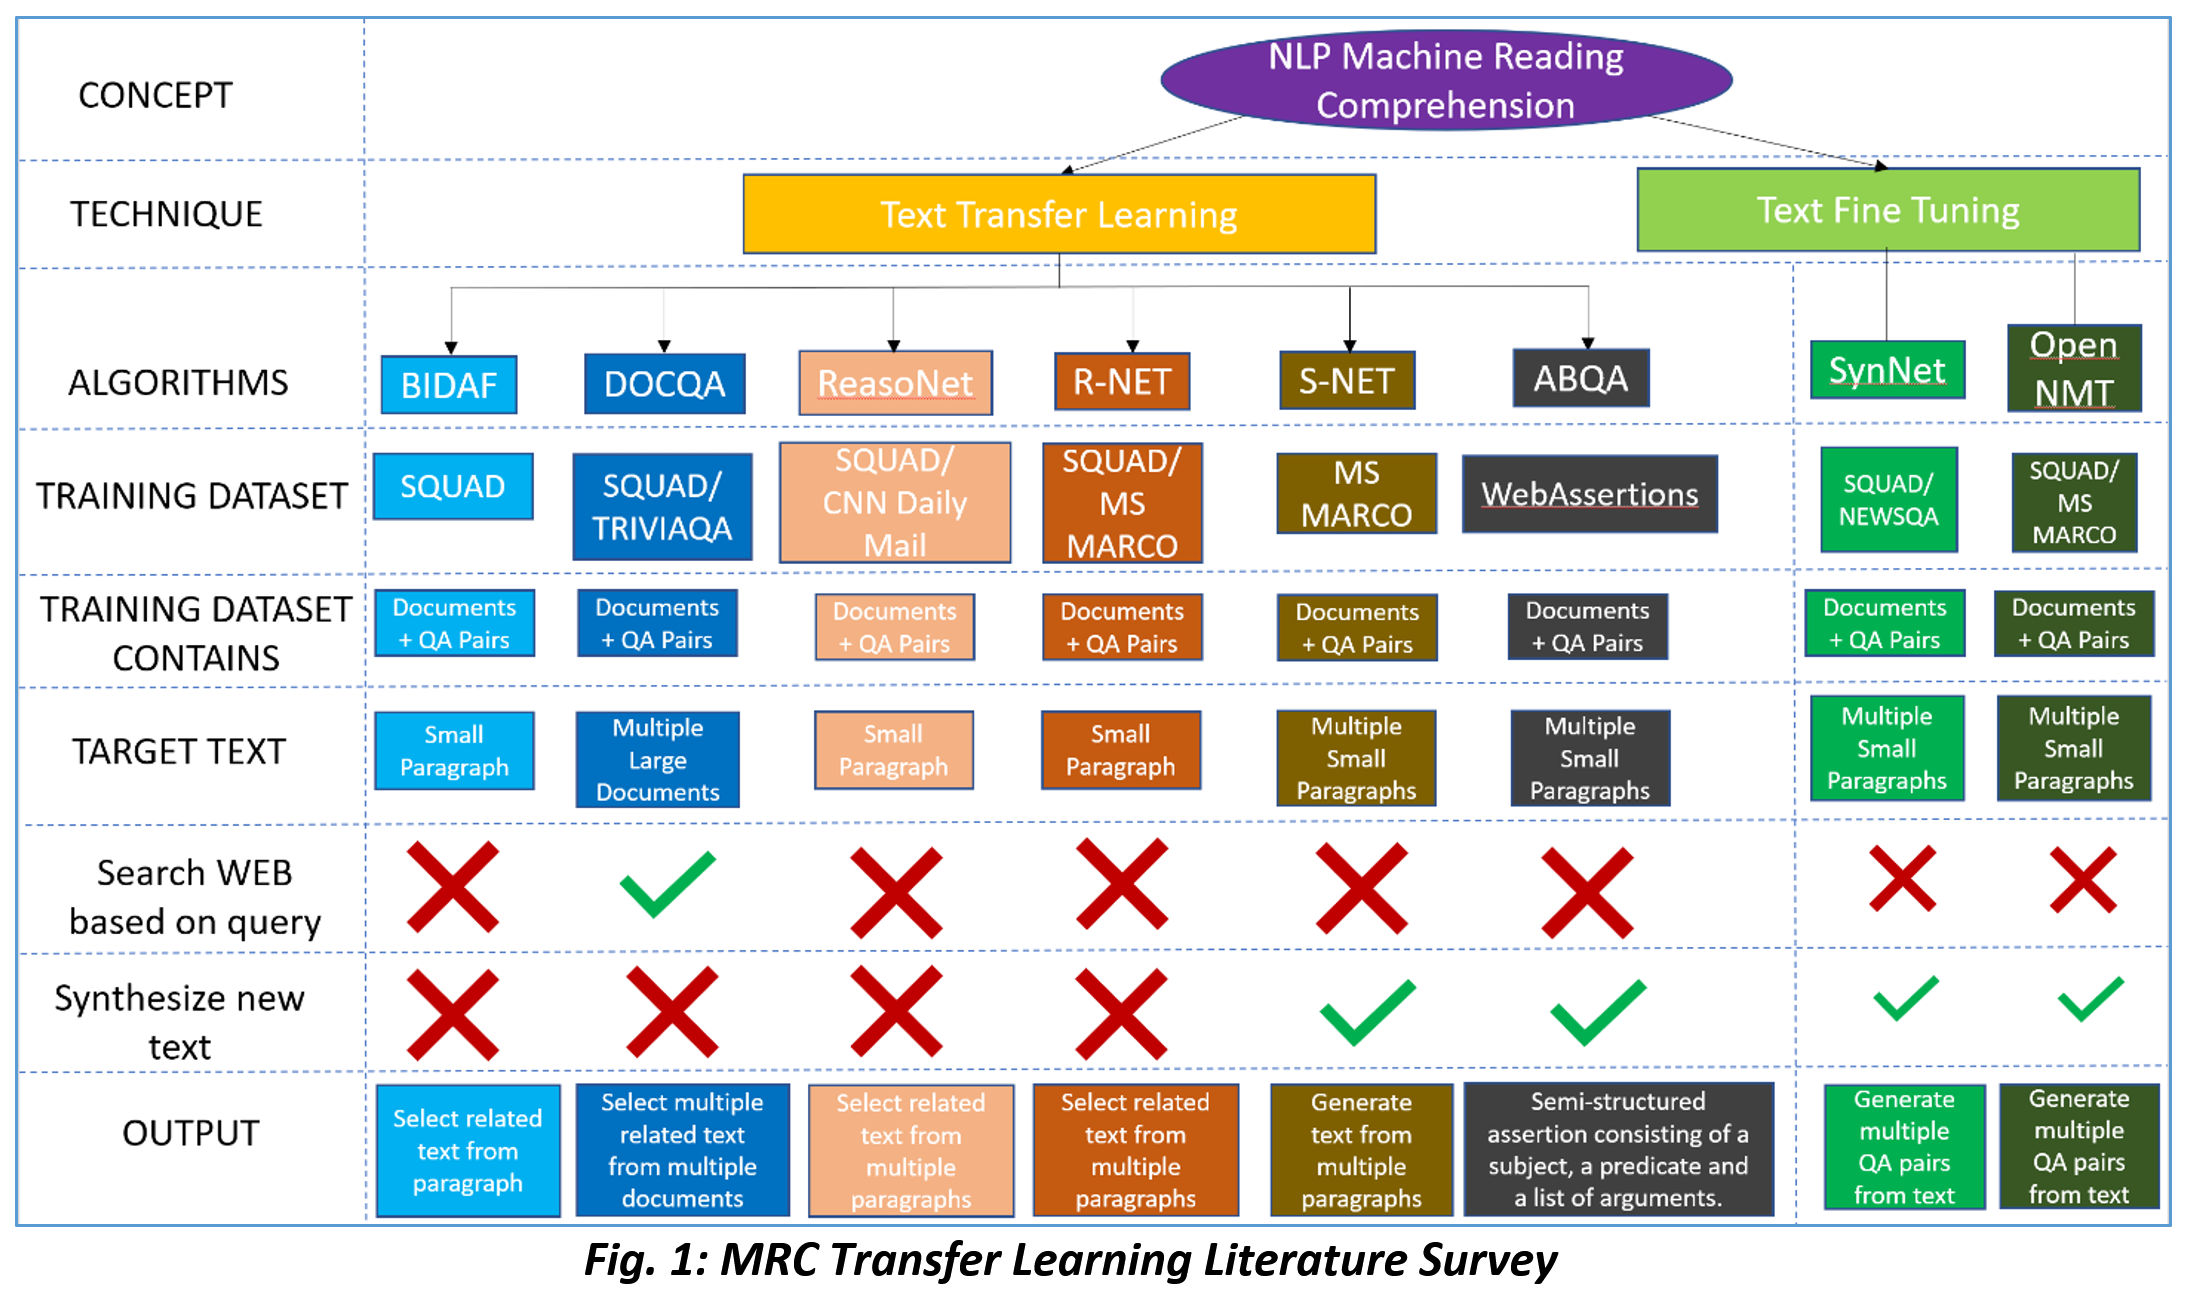 CONCEPT
NLP Machine Reading
Comprehension
TECHNIQUE
Text Transfer Learning
Text Fine Tuning
ALGORITHMS
BIDAF
DOCQA
ReasoNet
R-NET
S-NET
ABQA
SynNet
Open
NMT
TRAINING DATASET
SQUAD
SQUAD/
TRIVIAQA
SQUAD/
CNN Daily
Mail
SQUAD/
MS
MARCO
MS
MARCO
WebAssertions
SQUAD/
NEWSQA
SQUAD/
MS
MARCO
TRAINING DATASET
CONTAINS
Documents
+ QA Pairs
Documents
+ QA Pairs
Documents
+ QA Pairs
Documents
+ QA Pairs
Documents
+ QA Pairs
Documents
+ QA Pairs
Documents
+ QA Pairs
Documents
+ QA Pairs
TARGET TEXT
Small
Paragraph
Multiple
Large
Documents
Small
Paragraph
Small
Paragraph
Multiple
Small
Paragraphs
Multiple
Small
Paragraphs
Multiple
Small
Paragraphs
Multiple
Small
Paragraphs
Search WEB
based on query
Synthesize new
text
OUTPUT
Select related
text from
paragraph
Select multiple
related text
from multiple
documents
Select related
text from
multiple
paragraphs
Select related
text from
multiple
paragraphs
Generate
text from
multiple
paragraphs
Semi-structured
assertion consisting of a
subject, a predicate and
a list of arguments.
Generate
multiple
QA pairs
from text
Generate
multiple
QA pairs
from text
Fig. 1: MRC Transfer Learning Literature Survey